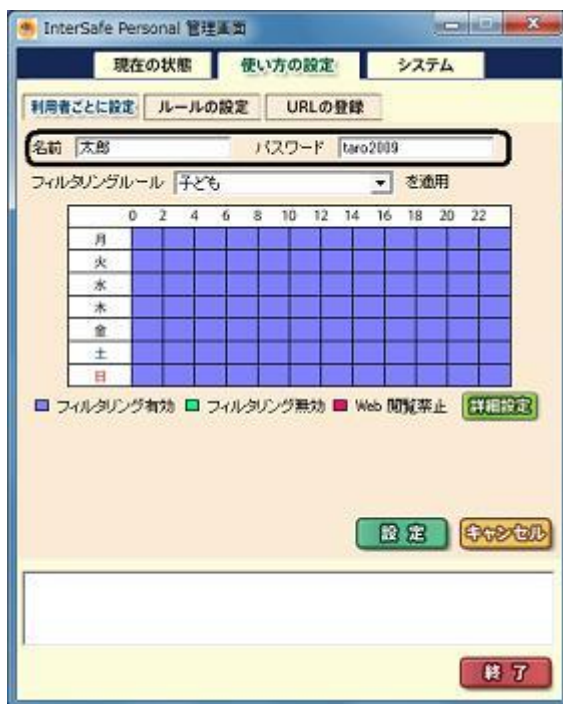 InterSafe Personal 管理画面
現在の状態 使い方の設定 システム
利用者ごとに設定 ルールの設定 URLの登録
名前 太郎 パスワード taro2009
フィルタリングルール 子ども を適用
0 2 4 6 8 10 12 14 16 18 20 22
月
火
水
木
金
土
日
フィルタリング有効 フィルタリング無効 Web 閲覧禁止 詳細設定
設定 キャンセル
終了